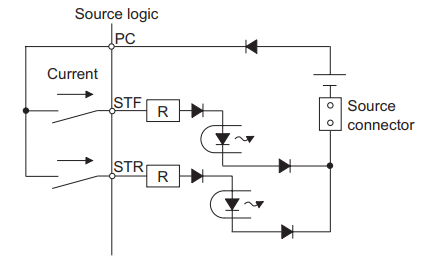 Source logic
PC
Current
STF
R
Source
connector
STR
R